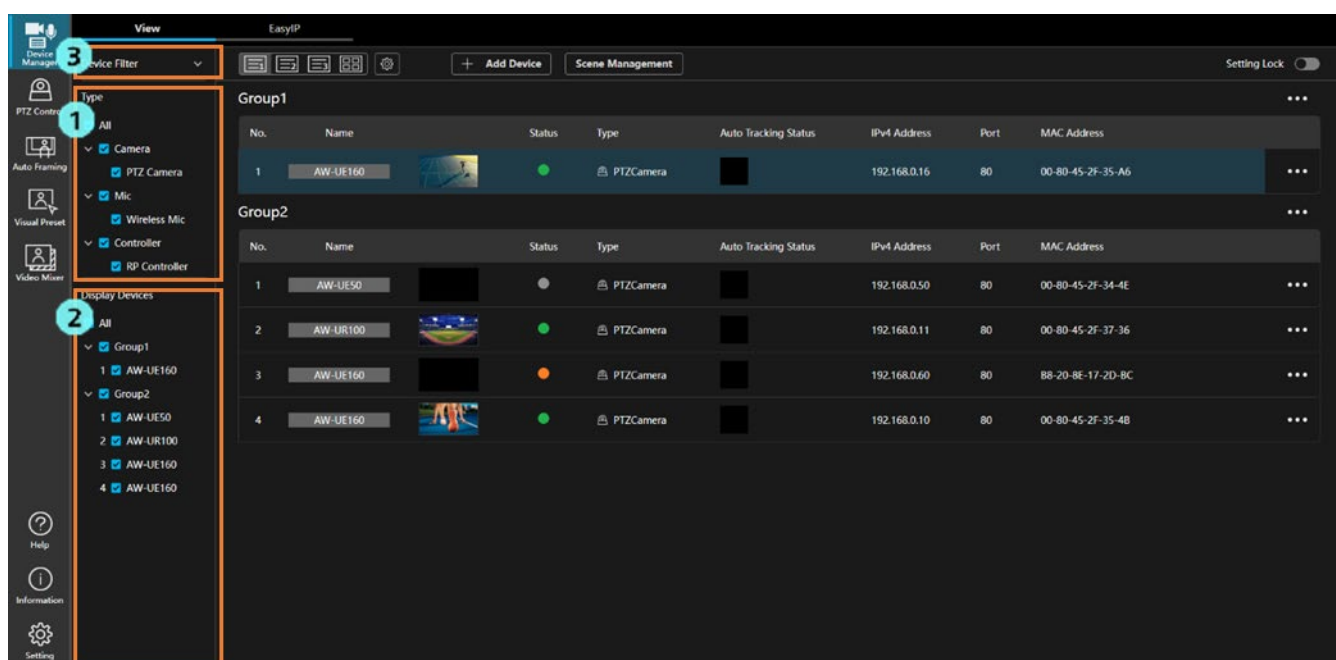 View
EasyIP
Device
Manager
PTZ Contr
Auto Framing
Visual Preset
Video Mixer
Help
Information
Setting
3
evice Filter
1
Type
All
Camera
PTZ Camera
Mic
Wireless Mic
Controller
RP Controller
2
Display Devices
All
Group1
1 AW-UE160
Group2
1 AW-UE50
2 AW-UR100
3 AW-UE160
4 AW-UE160
1 2 3
+ Add Device
Scene Management
Setting Lock
Group1
No. Name Status Type Auto Tracking Status IPv4 Address Port MAC Address
1 AW-UE160 PTZCamera 192.168.0.16 80 00-80-45-2F-35-A6
Group2
No. Name Status Type Auto Tracking Status IPv4 Address Port MAC Address
1 AW-UE50 PTZCamera 192.168.0.50 80 00-80-45-2F-34-4E
2 AW-UR100 PTZCamera 192.168.0.11 80 00-80-45-2F-37-36
3 AW-UE160 PTZCamera 192.168.0.60 80 B8-20-8E-17-2D-BC
4 AW-UE160 PTZCamera 192.168.0.10 80 00-80-45-2F-35-4B